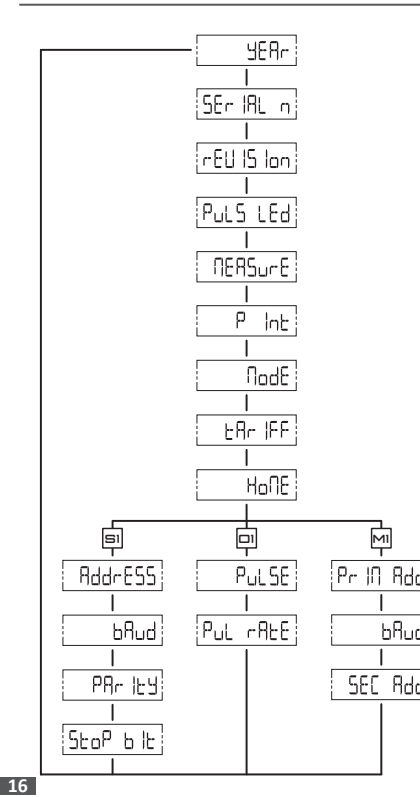 YEAr
SErIAL n
rEVISIon
PuLS LEd
MEASurE
P Int
ModE
tArIFF
HoME
S1 O1 M1
AddrESS PuLSE PrIM Add
bAud PuL rAtE bAud
PArItY SEC Add
StoP bIt
16